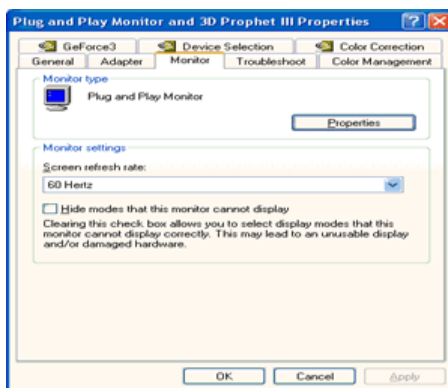 Plug and Play Monitor and 3D Prophet III Properties
GeForce3 Device Selection Color Correction
General Adapter Monitor Troubleshoot Color Management
Monitor type
Plug and Play Monitor
Properties
Monitor settings
Screen refresh rate:
60 Hertz
Hide modes that this monitor cannot display
Clearing this check box allows you to select display modes that this
monitor cannot display correctly. This may lead to an unusable display
and/or damaged hardware.
OK Cancel Apply